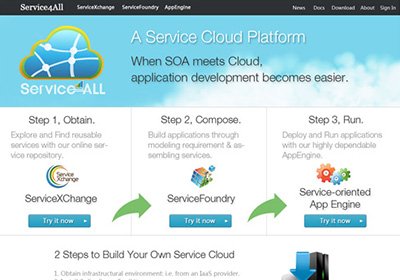 Service4All ServiceXchange ServiceFoundry AppEngine News Docs Download About
A Service Cloud Platform
When SOA meets Cloud,
application development becomes easier.
Service4ALL
Step 1, Obtain.
Explore and Find reusable
services with our online ser-
vice repository.
Service
Xchange
ServiceXChange
Try it now
Step 2, Compose.
Build applications through
modeling requirement & as-
sembling services.
ServiceFoundry
Try it now
Step 3, Run.
Deploy and Run applications
with our highly dependable
AppEngine.
Service-oriented
App Engine
Try it now
2 Steps to Build Your Own Service Cloud
1. Obtain infrastructural environment: i.e. from an IaaS provider.